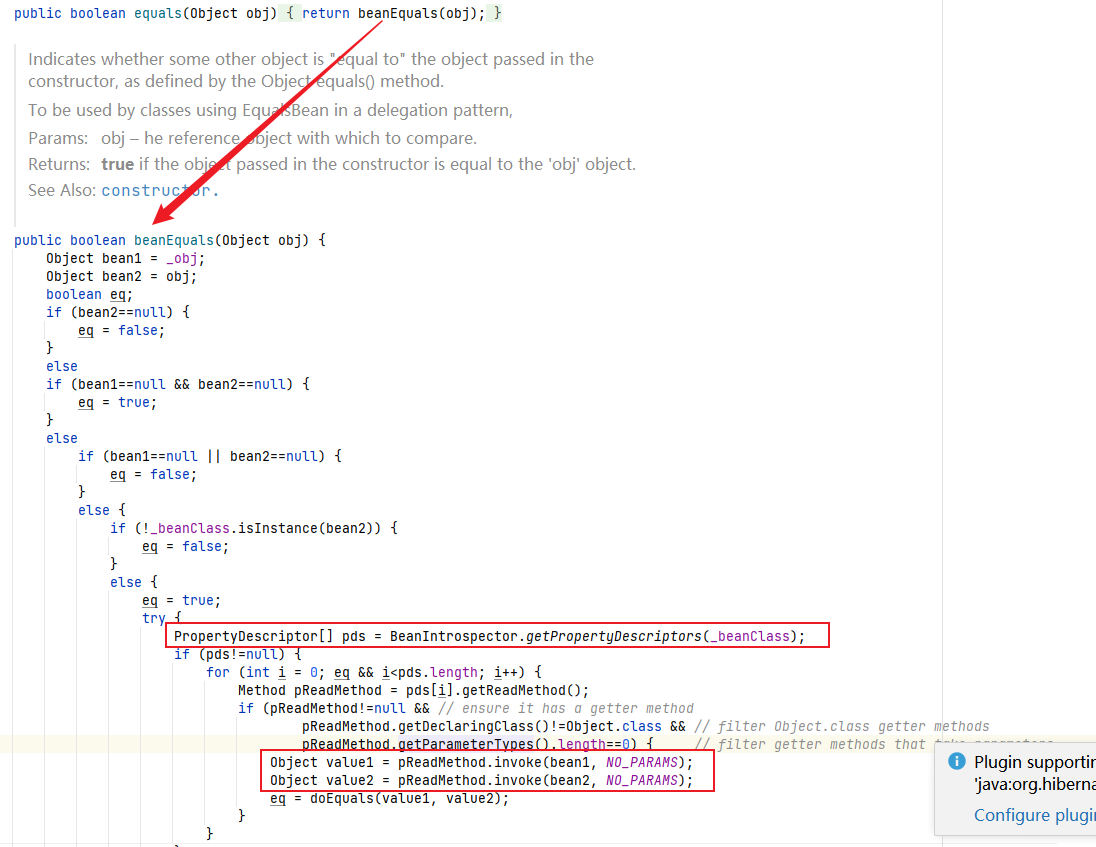 public boolean equals(Object obj) { return beanEquals(obj); }
Indicates whether some other object is "equal to" the object passed in the
constructor, as defined by the Object equals() method.
To be used by classes using EqualsBean in a delegation pattern,
Params: obj – he reference object with which to compare.
Returns: true if the object passed in the constructor is equal to the 'obj' object.
See Also: constructor.
public boolean beanEquals(Object obj) {
Object bean1 = _obj;
Object bean2 = obj;
boolean eq;
if (bean2==null) {
eq = false;
}
else
if (bean1==null && bean2==null) {
eq = true;
}
else
if (bean1==null || bean2==null) {
eq = false;
}
else {
if (!_beanClass.isInstance(bean2)) {
eq = false;
}
else {
eq = true;
try {
PropertyDescriptor[] pds = BeanIntrospector.getPropertyDescriptors(_beanClass);
if (pds!=null) {
for (int i = 0; eq && i<pds.length; i++) {
Method pReadMethod = pds[i].getReadMethod();
if (pReadMethod!=null && // ensure it has a getter method
pReadMethod.getDeclaringClass()!=Object.class && // filter Object.class getter methods
pReadMethod.getParameterTypes().length==0) { // filter getter methods that take parameters
Object value1 = pReadMethod.invoke(bean1, NO_PARAMS);
Object value2 = pReadMethod.invoke(bean2, NO_PARAMS);
eq = doEquals(value1, value2);
}
}
Plugin supportin
'java:org.hiberna
Configure plugin